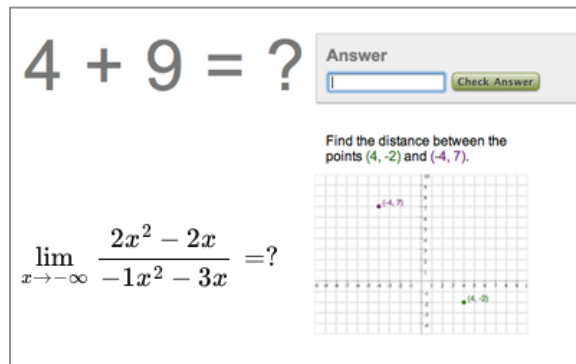 4 + 9 = ?
Answer
Check Answer
Find the distance between the
points (4, -2) and (-4, 7).
(-4, 7)
(4, -2)
lim x→-∞ (2x² − 2x)/(−1x² − 3x) =?